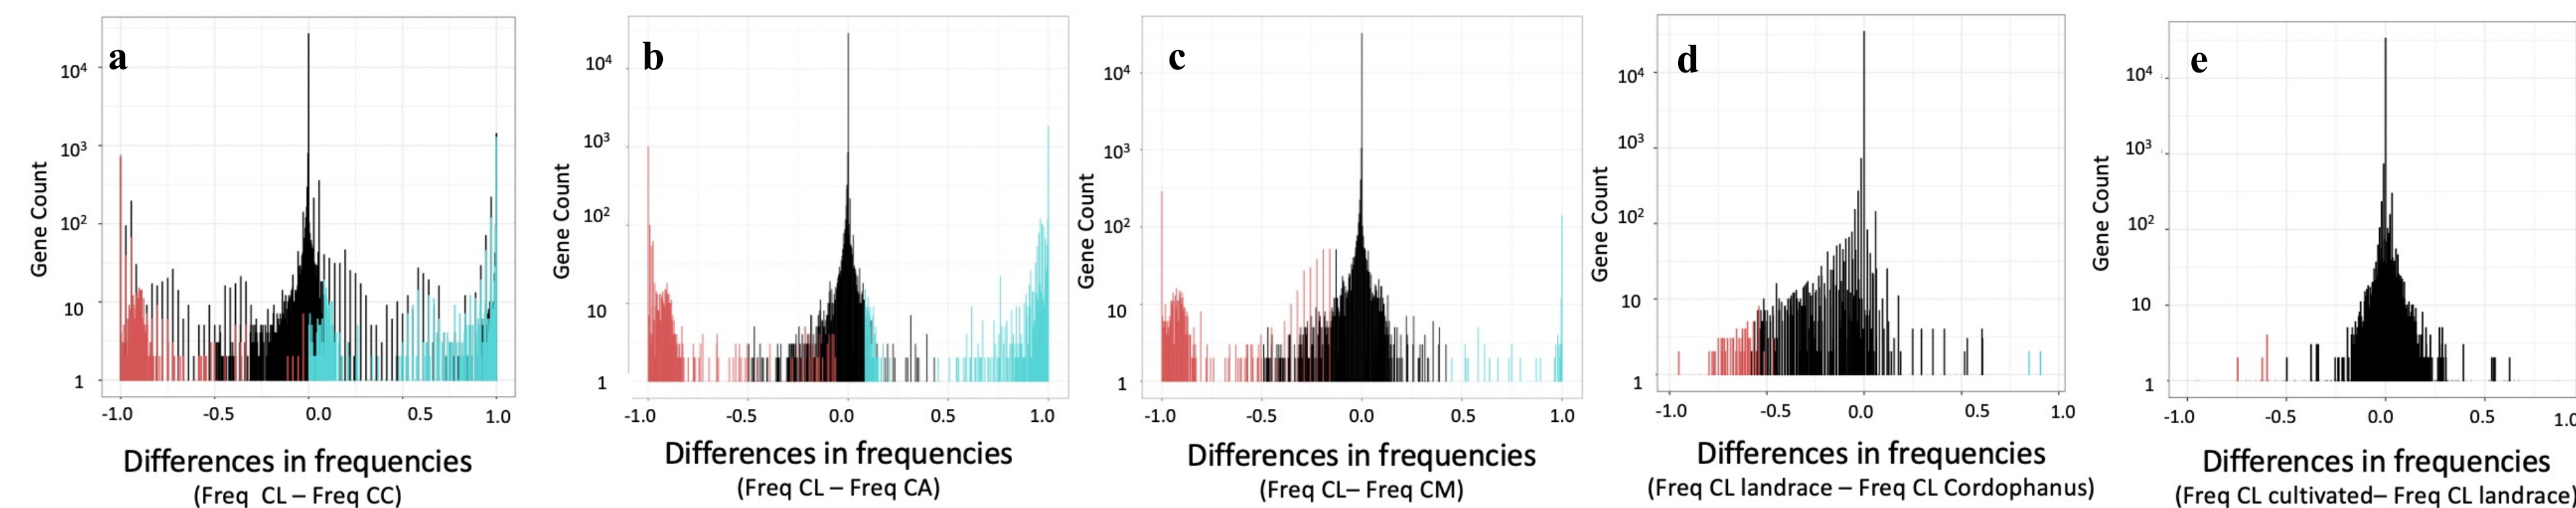 a
Gene Count
10⁴
10³
10²
10
1
-1.0 -0.5 0.0 0.5 1.0
Differences in frequencies
(Freq CL – Freq CC)
b
Gene Count
10⁴
10³
10²
10
1
-1.0 -0.5 0.0 0.5 1.0
Differences in frequencies
(Freq CL – Freq CA)
c
Gene Count
10⁴
10³
10²
10
1
-1.0 -0.5 0.0 0.5 1.0
Differences in frequencies
(Freq CL– Freq CM)
d
Gene Count
10⁴
10³
10²
10
1
-1.0 -0.5 0.0 0.5 1.0
Differences in frequencies
(Freq CL landrace – Freq CL Cordophanus)
e
Gene Count
10⁴
10³
10²
10
1
-1.0 -0.5 0.0 0.5 1.0
Differences in frequencies
(Freq CL cultivated– Freq CL landrace)